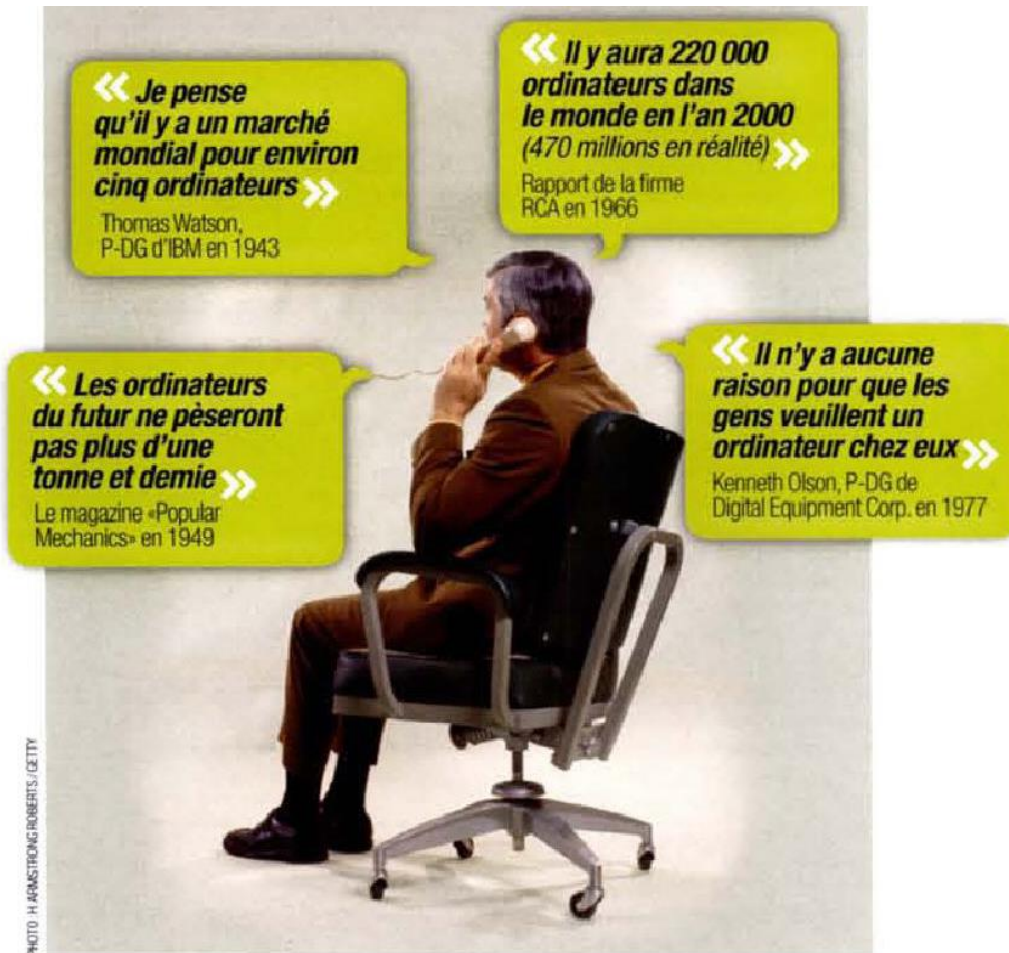 « Je pense
qu'il y a un marché
mondial pour environ
cinq ordinateurs »
Thomas Watson,
P-DG d'IBM en 1943
« Il y aura 220 000
ordinateurs dans
le monde en l'an 2000
(470 millions en réalité) »
Rapport de la firme
RCA en 1966
« Les ordinateurs
du futur ne pèseront
pas plus d'une
tonne et demie »
Le magazine «Popular
Mechanics» en 1949
« Il n'y a aucune
raison pour que les
gens veuillent un
ordinateur chez eux »
Kenneth Olson, P-DG de
Digital Equipment Corp. en 1977
PHOTO : H ARMSTRONG ROBERTS / GETTY